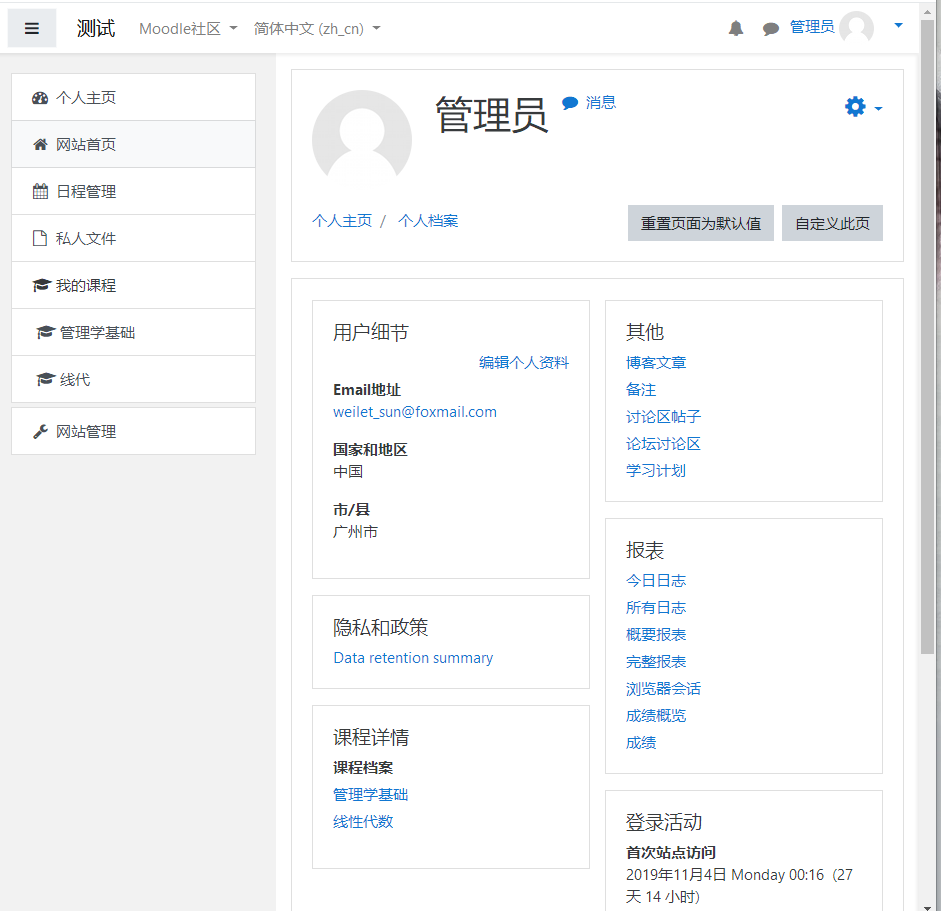 测试 Moodle社区 简体中文 (zh_cn) 管理员
个人主页
网站首页
日程管理
私人文件
我的课程
管理学基础
线代
网站管理
管理员 消息
个人主页 / 个人档案 重置页面为默认值 自定义此页
用户细节
编辑个人资料
Email地址
weilet_sun@foxmail.com
国家和地区
中国
市/县
广州市
隐私和政策
Data retention summary
课程详情
课程档案
管理学基础
线性代数
其他
博客文章
备注
讨论区帖子
论坛讨论区
学习计划
报表
今日日志
所有日志
概要报表
完整报表
浏览器会话
成绩概览
成绩
登录活动
首次站点访问
2019年11月4日 Monday 00:16 (27
天 14 小时)